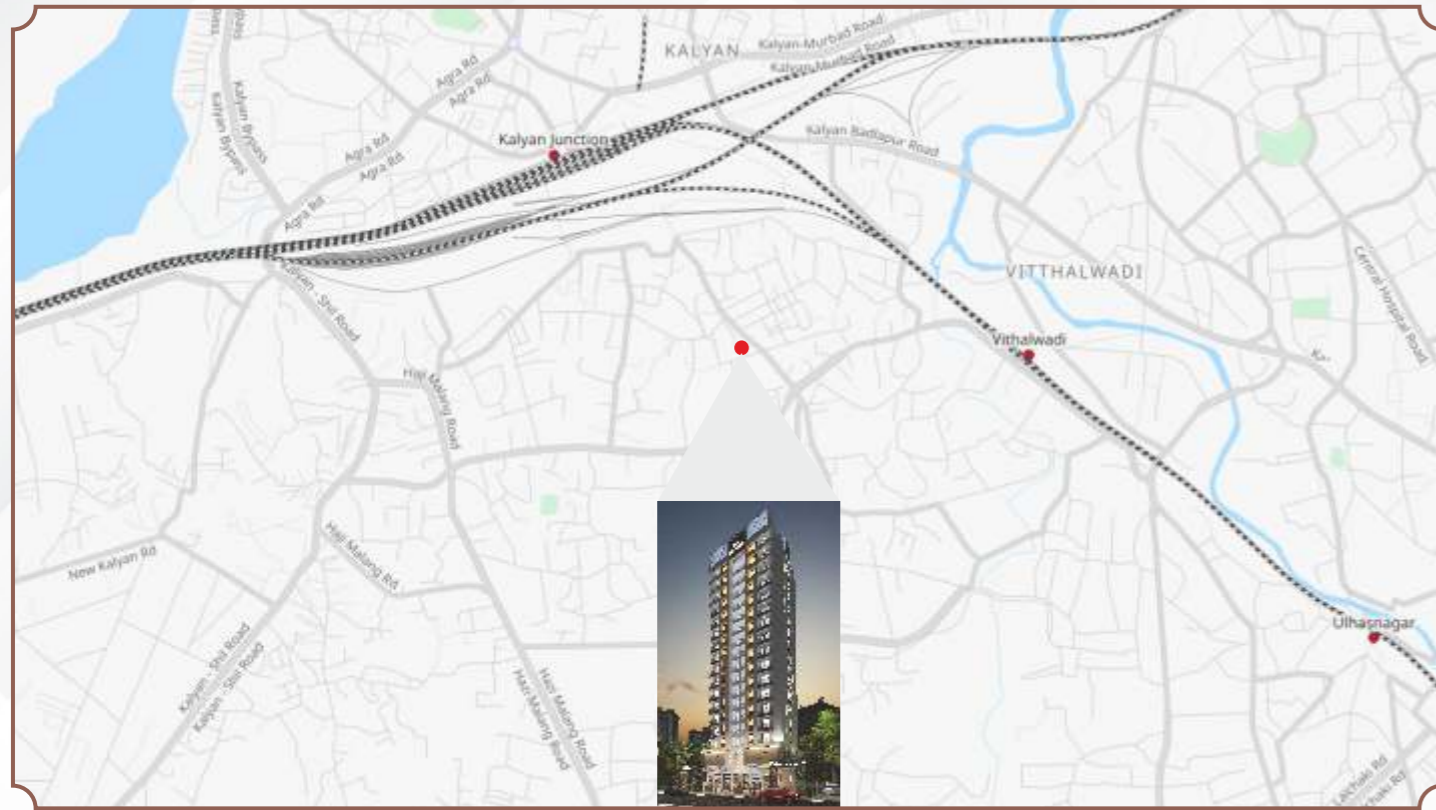 KALYAN
Kalyan-Murbad Road
Kalyan-Murbad Road
Agra Rd
Agra Rd
Kalyan Bypass
Kalyan Bypass
Kalyan Junction
Kalyan Badlapur Road
Agra Rd
Agra Rd
Agra Rd
VITTHALWADI
Central Hospital Road
Kalyan - Shil Road
Vithalwadi
Haji Malang Road
New Kalyan Rd
Haji Malang Rd
Ulhasnagar
Kalyan - Shil Road
Kalyan - Shil Road
Hazi Malang Road
Hazi Malang Road